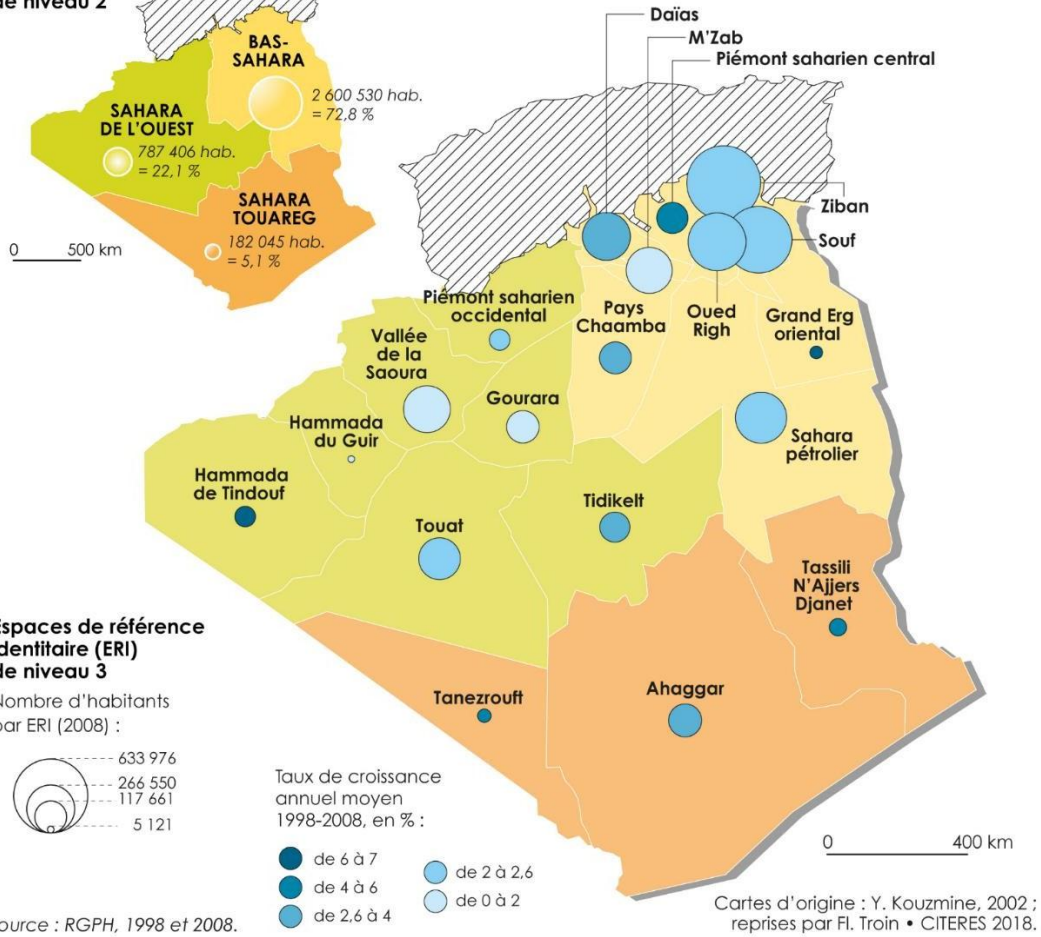 de niveau 2
BAS-
SAHARA
2 600 530 hab.
= 72,8 %
SAHARA
DE L'OUEST
787 406 hab.
= 22,1 %
SAHARA
TOUAREG
182 045 hab.
= 5,1 %
0 500 km
Daïas
M'Zab
Piémont saharien central
Ziban
Souf
Piémont saharien
occidental
Pays
Chaamba
Oued
Righ
Grand Erg
oriental
Vallée
de la
Saoura
Gourara
Hammada
du Guir
Sahara
pétrolier
Hammada
de Tindouf
Touat
Tidikelt
Tassili
N'Ajjers
Djanet
Tanezrouft
Ahaggar
Espaces de référence
identitaire (ERI)
de niveau 3
Nombre d'habitants
par ERI (2008) :
633 976
266 550
117 661
5 121
Taux de croissance
annuel moyen
1998-2008, en % :
de 6 à 7
de 4 à 6
de 2,6 à 4
de 2 à 2,6
de 0 à 2
0 400 km
Source : RGPH, 1998 et 2008.
Cartes d'origine : Y. Kouzmine, 2002 ;
reprises par Fl. Troin • CITERES 2018.